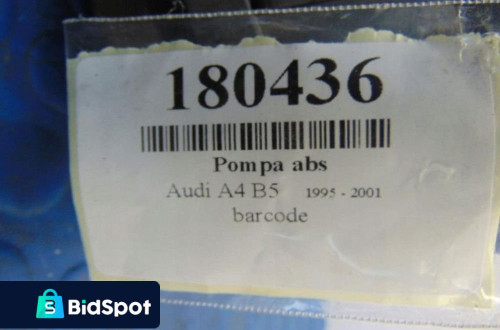 180436
Pompa abs
Audi A4 B5 1995 - 2001
barcode
BidSpot